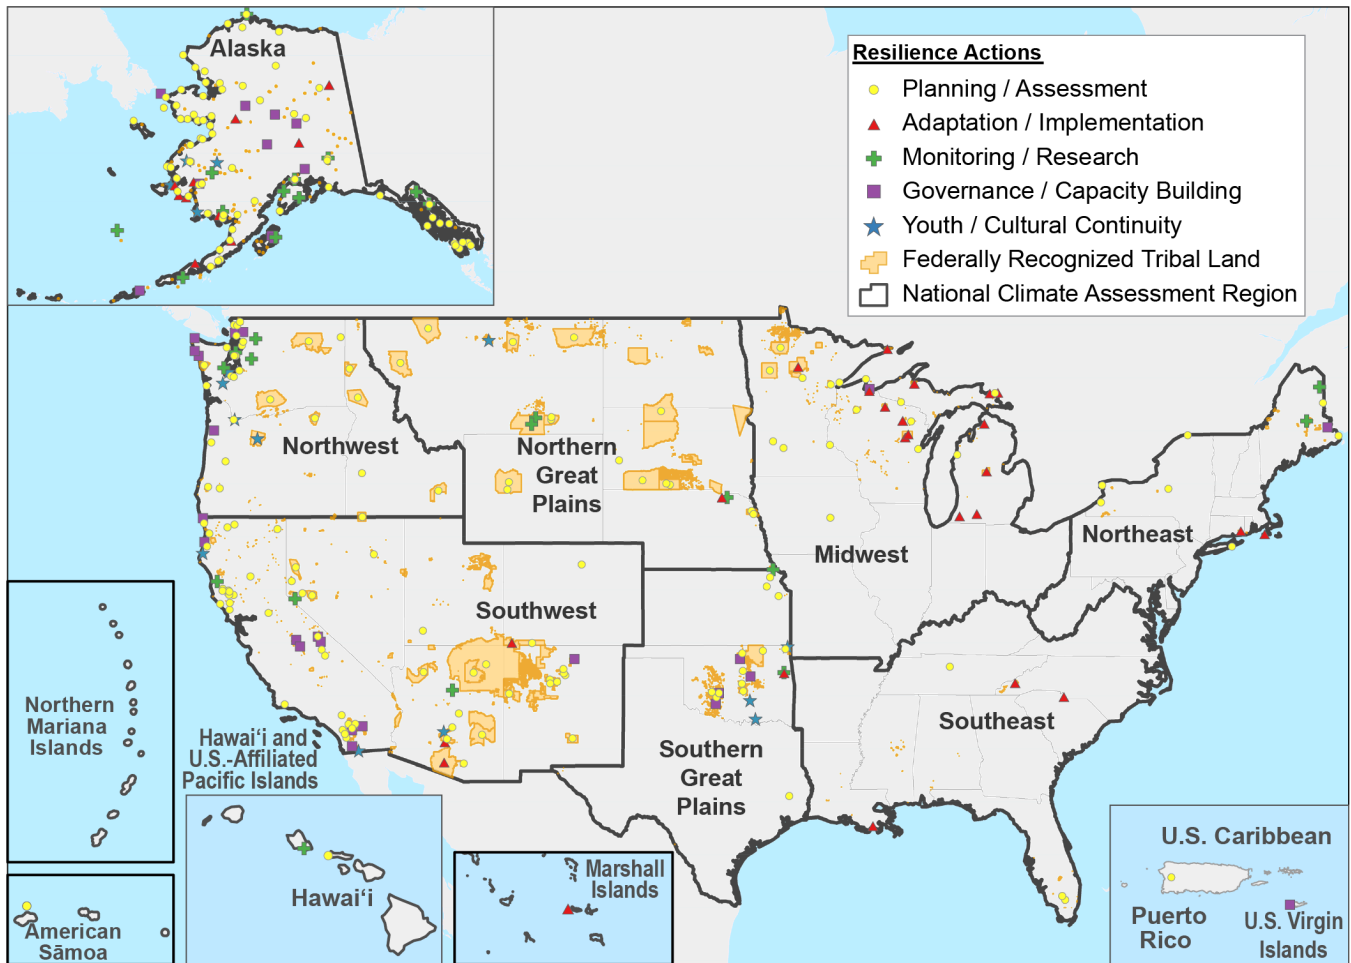 Alaska
Resilience Actions
Planning / Assessment
Adaptation / Implementation
Monitoring / Research
Governance / Capacity Building
Youth / Cultural Continuity
Federally Recognized Tribal Land
National Climate Assessment Region
Northwest
Northern
Great
Plains
Midwest
Northeast
Southwest
Southeast
Southern
Great
Plains
Northern
Mariana
Islands
Hawaiʻi and
U.S.-Affiliated
Pacific Islands
American
Sāmoa
Hawaiʻi
Marshall
Islands
U.S. Caribbean
Puerto
Rico
U.S. Virgin
Islands